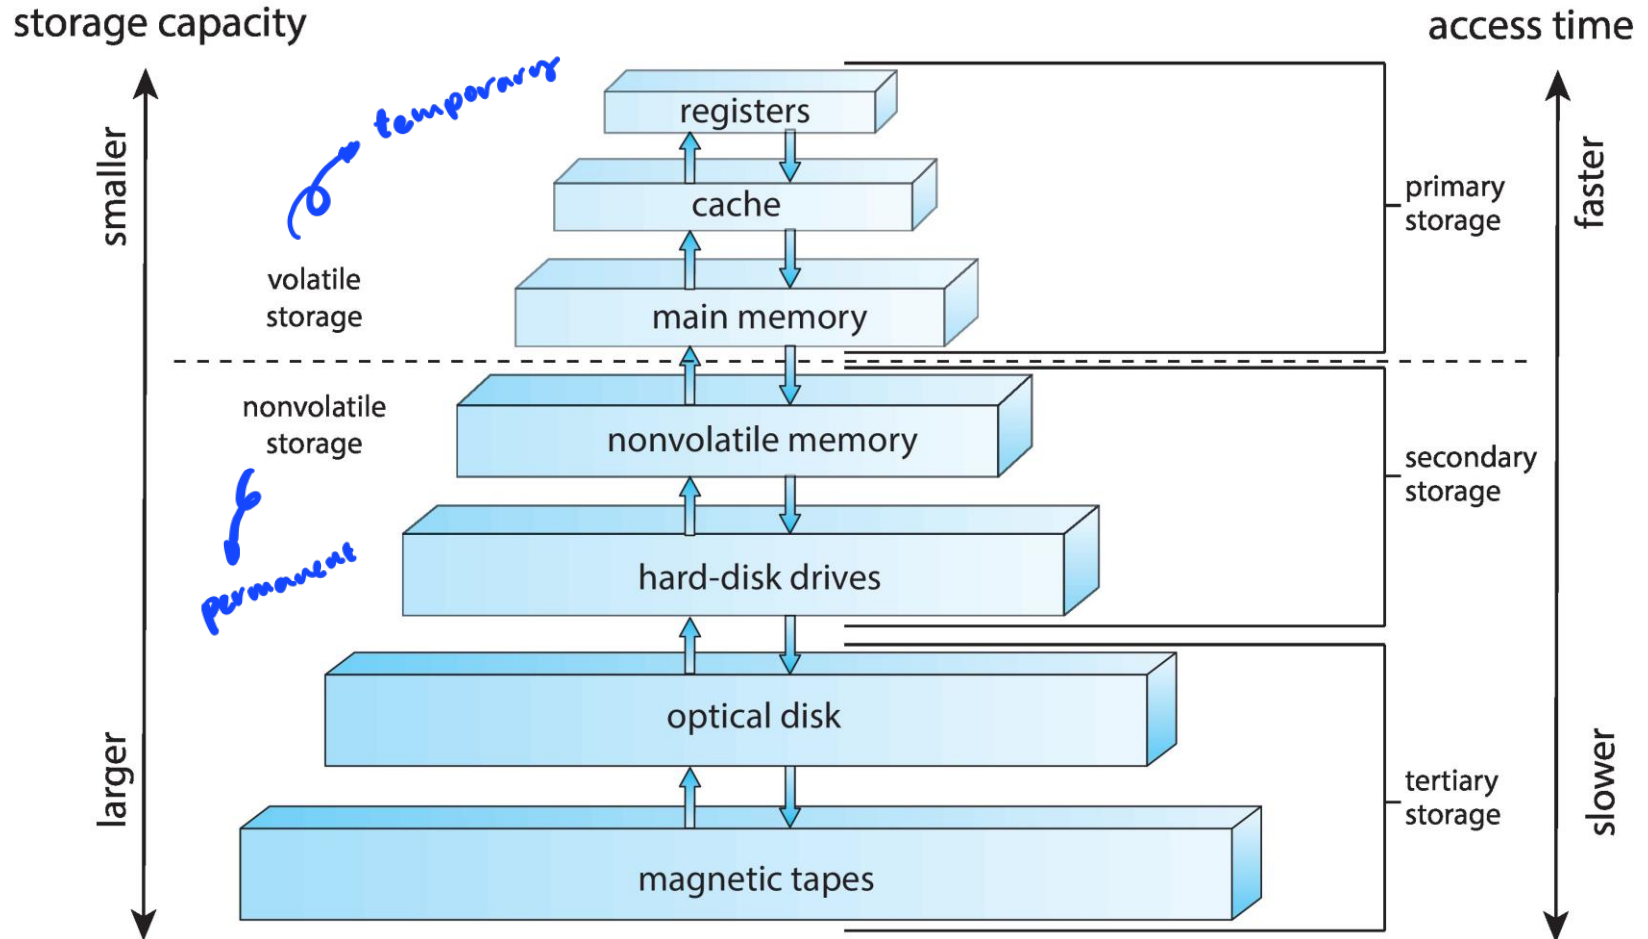 storage capacity
access time
temporary
registers
smaller
faster
primary
storage
cache
volatile
storage
main memory
nonvolatile
storage
nonvolatile memory
secondary
storage
permanent
hard-disk drives
optical disk
larger
slower
tertiary
storage
magnetic tapes